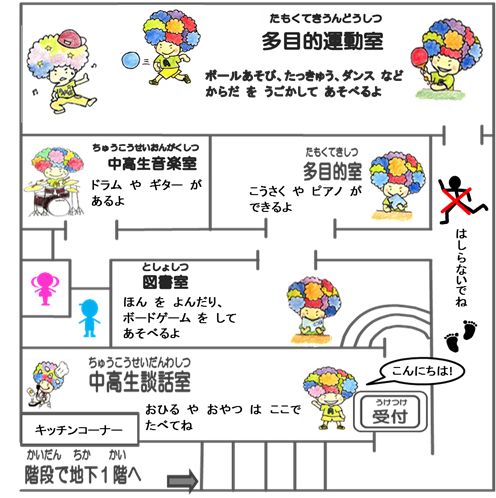 たもくてきうんどうしつ
多目的運動室
ボールあそび、たっきゅう、ダンス など
からだ を うごかして あそべるよ
ちゅうこうせいおんがくしつ
中高生音楽室
ドラム や ギター が
あるよ
たもくてきしつ
多目的室
こうさく や ピアノ が
できるよ
はしらないでね
としょしつ
図書室
ほん を よんだり、
ボードゲーム を して
あそべるよ
ちゅうこうせいだんわしつ
中高生談話室
おひる や おやつ は ここで
たべてね
こんにちは!
うけつけ
受付
キッチンコーナー
かいだん ちか かい
階段で地下1階へ